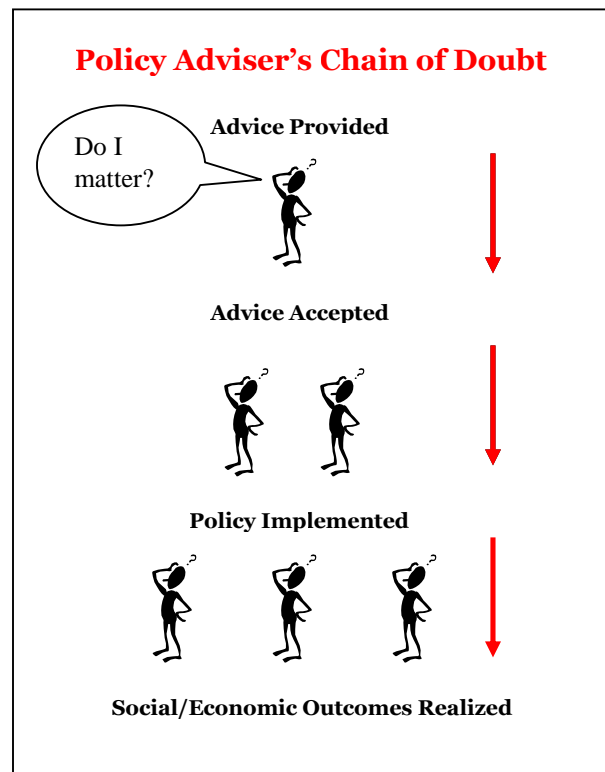 Policy Adviser's Chain of Doubt
Advice Provided
Do I
matter?
?
Advice Accepted
? ?
Policy Implemented
? ? ?
Social/Economic Outcomes Realized